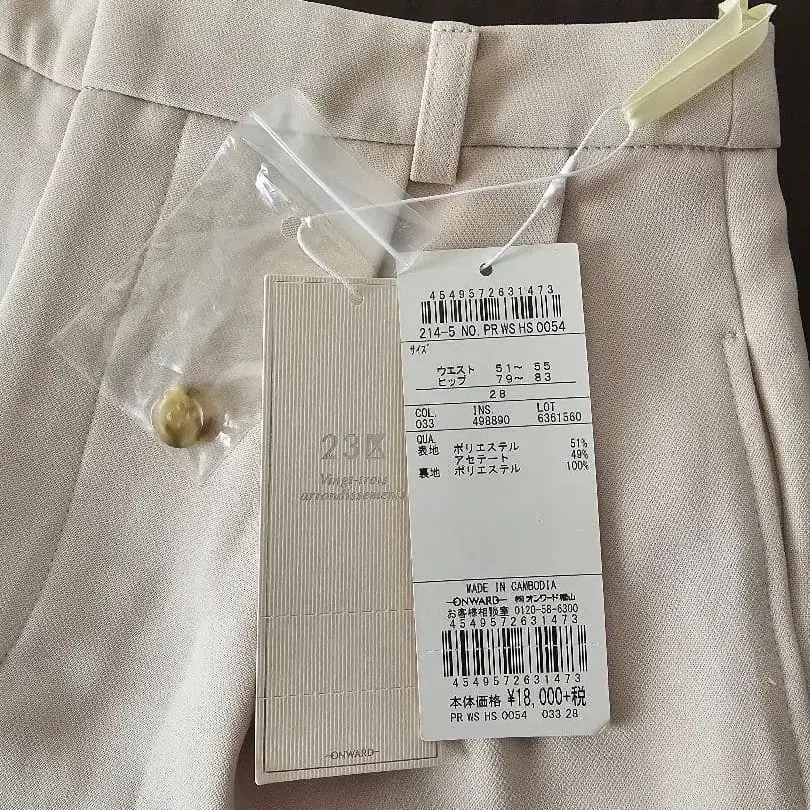 23区
Vingt-trois
arrondissements
-ONWARD-
4549572631473
214-5 NO. PR WS HS 0054
サイズ
ウエスト 51〜 55
ヒップ 79〜 83
28
COL. INS. LOT
033 498890 6361560
QUA.
表地 ポリエステル 51%
アセテート 49%
裏地 ポリエステル 100%
MADE IN CAMBODIA
-ONWARD- ㈱オンワード樫山
お客様相談室 0120-58-6300
4549572631473
4549572631473
本体価格 ¥18,000+税
PR WS HS 0054 033 28